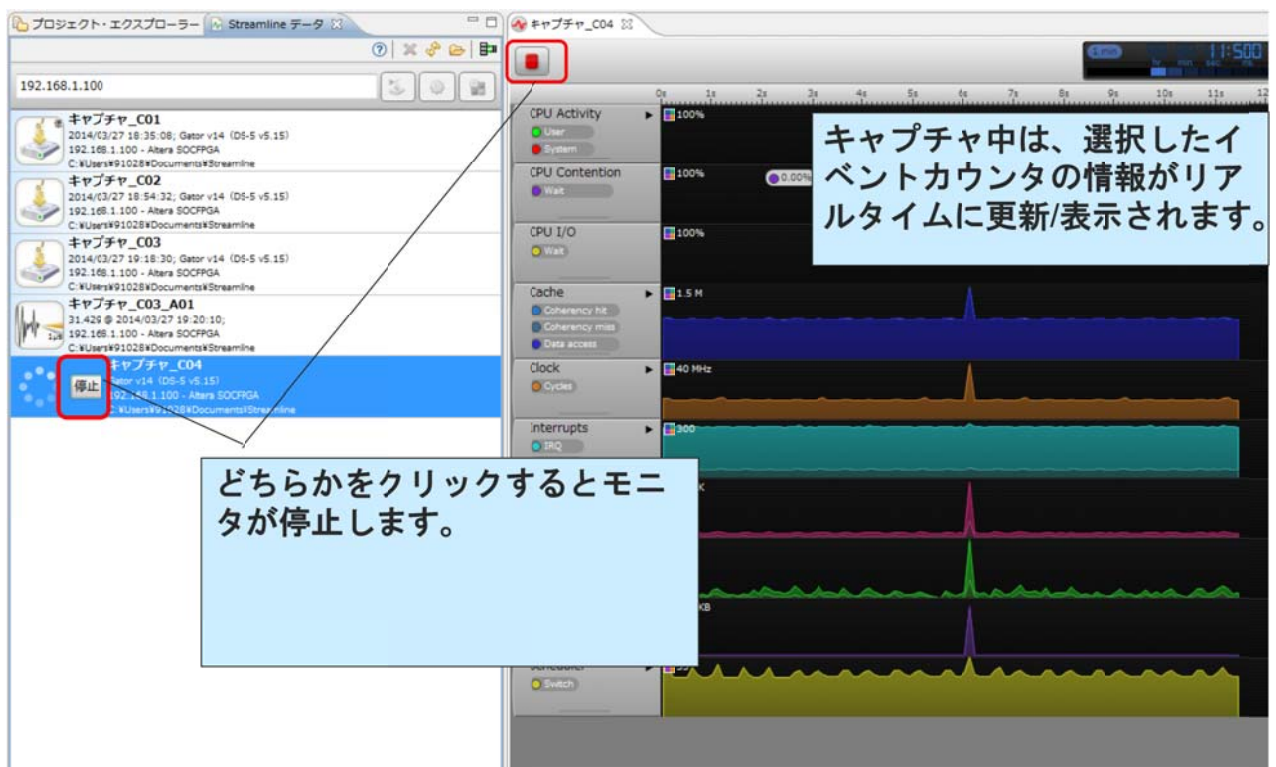 プロジェクト・エクスプローラー
Streamline データ
192.168.1.100
キャプチャ_C01
2014/03/27 18:35:08; Gator v14 (DS-5 v5.15)
192.168.1.100 - Altera SOCFPGA
C:¥Users¥91028¥Documents¥Streamline
キャプチャ_C02
2014/03/27 18:54:32; Gator v14 (DS-5 v5.15)
192.168.1.100 - Altera SOCFPGA
C:¥Users¥91028¥Documents¥Streamline
キャプチャ_C03
2014/03/27 19:18:30; Gator v14 (DS-5 v5.15)
192.168.1.100 - Altera SOCFPGA
C:¥Users¥91028¥Documents¥Streamline
キャプチャ_C03_A01
31.429 @ 2014/03/27 19:20:10;
192.168.1.100 - Altera SOCFPGA
C:¥Users¥91028¥Documents¥Streamline
停止
キャプチャ_C04
Gator v14 (DS-5 v5.15)
192.168.1.100 - Altera SOCFPGA
C:¥Users¥91028¥Documents¥Streamline
どちらかをクリックするとモニ
タが停止します。
キャプチャ_C04
1 min
11:500
hr min sec
0s 1s 2s 3s 4s 5s 6s 7s 8s 9s 10s 11s 12
CPU Activity
100%
User
System
CPU Contention
100%
0.00%
Wait
CPU I/O
100%
Wait
キャプチャ中は、選択したイ
ベントカウンタの情報がリア
ルタイムに更新/表示されます。
Cache
1.5 M
Coherency hit
Coherency miss
Data access
Clock
40 MHz
Cycles
Interrupts
300
IRQ
K
KB
Scheduler
Switch